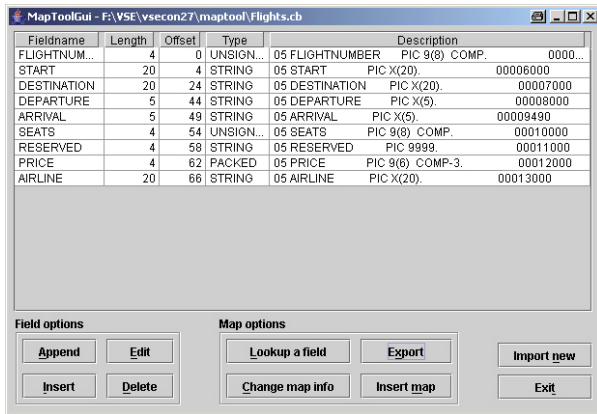 MapToolGui - F:\VSE\vsecon27\maptool\Flights.cb
Fieldname Length Offset Type Description
FLIGHTNUM... 4 0 UNSIGN... 05 FLIGHTNUMBER PIC 9(8) COMP. 0000...
START 20 4 STRING 05 START PIC X(20). 00006000
DESTINATION 20 24 STRING 05 DESTINATION PIC X(20). 00007000
DEPARTURE 5 44 STRING 05 DEPARTURE PIC X(5). 00008000
ARRIVAL 5 49 STRING 05 ARRIVAL PIC X(5). 00009490
SEATS 4 54 UNSIGN... 05 SEATS PIC 9(8) COMP. 00010000
RESERVED 4 58 STRING 05 RESERVED PIC 9999. 00011000
PRICE 4 62 PACKED 05 PRICE PIC 9(6) COMP-3. 00012000
AIRLINE 20 66 STRING 05 AIRLINE PIC X(20). 00013000
Field options Map options
Append Edit Lookup a field Export Import new
Insert Delete Change map info Insert map Exit